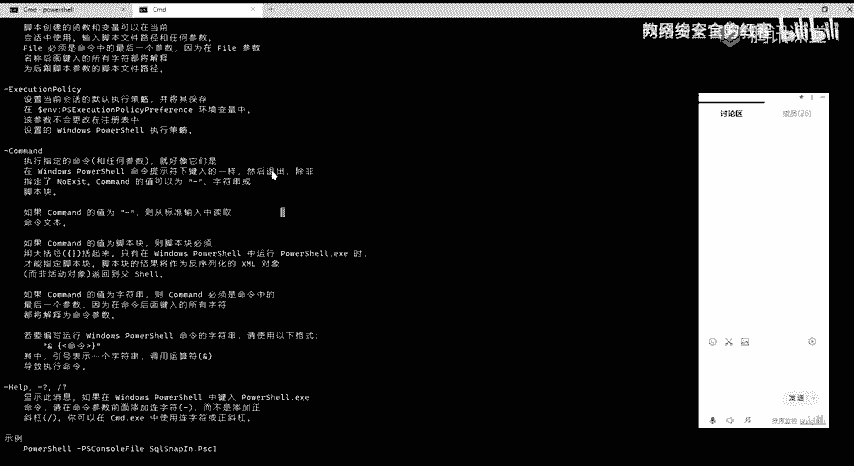 Cmd - powershell
Cmd
脚本创建的函数和变量可以在当前
会话中使用。输入脚本文件路径和任何参数。
File 必须是命令中的最后一个参数，因为在 File 参数
名称后面键入的所有字符都将解释
为后跟脚本参数的脚本文件路径。
-ExecutionPolicy
设置当前会话的默认执行策略，并将其保存
在 $env:PSExecutionPolicyPreference 环境变量中。
该参数不会更改在注册表中
设置的 Windows PowerShell 执行策略。
-Command
执行指定的命令(和任何参数)，就好像它们是
在 Windows PowerShell 命令提示符下键入的一样，然后退出，除非
指定了 NoExit。Command 的值可以为 "-"、字符串或
脚本块。
如果 Command 的值为 "-"，则从标准输入中读取
命令文本。
如果 Command 的值为脚本块，则脚本块必须
用大括号({})括起来。只有在 Windows PowerShell 中运行 PowerShell.exe 时，
才能指定脚本块。脚本块的结果将作为反序列化的 XML 对象
(而非活动对象)返回到父 Shell。
如果 Command 的值为字符串，则 Command 必须是命令中的
最后一个参数，因为在命令后面键入的所有字符
都将解释为命令参数。
若要编写运行 Windows PowerShell 命令的字符串，请使用以下格式:
"& {<命令>}"
其中，引号表示一个字符串，调用运算符(&)
导致执行命令。
-Help, -?, /?
显示此消息。如果在 Windows PowerShell 中键入 PowerShell.exe
命令，请在命令参数前面添加连字符(-)，而不是添加正
斜杠(/)。你可以在 Cmd.exe 中使用连字符或正斜杠。
示例
PowerShell -PSConsoleFile SqlSnapIn.Psc1
bilibili
讨论区
发送